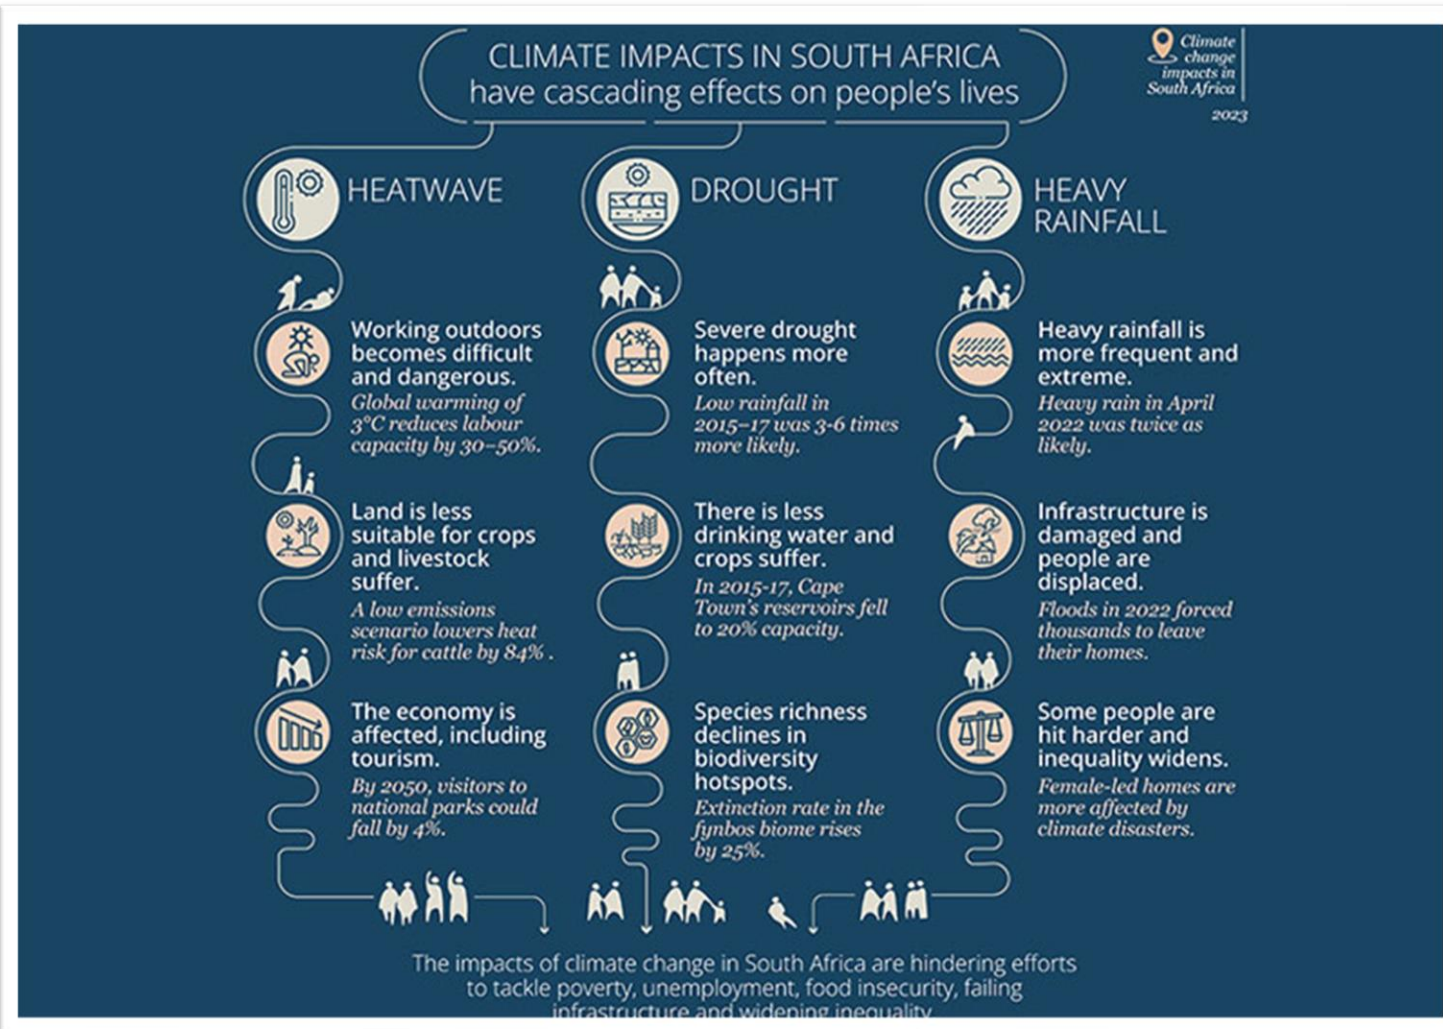 CLIMATE IMPACTS IN SOUTH AFRICA
have cascading effects on people's lives
Climate
change
impacts in
South Africa
2023
HEATWAVE
Working outdoors
becomes difficult
and dangerous.
Global warming of
3°C reduces labour
capacity by 30–50%.
Land is less
suitable for crops
and livestock
suffer.
A low emissions
scenario lowers heat
risk for cattle by 84% .
The economy is
affected, including
tourism.
By 2050, visitors to
national parks could
fall by 4%.
DROUGHT
Severe drought
happens more
often.
Low rainfall in
2015–17 was 3-6 times
more likely.
There is less
drinking water and
crops suffer.
In 2015-17, Cape
Town's reservoirs fell
to 20% capacity.
Species richness
declines in
biodiversity
hotspots.
Extinction rate in the
fynbos biome rises
by 25%.
HEAVY
RAINFALL
Heavy rainfall is
more frequent and
extreme.
Heavy rain in April
2022 was twice as
likely.
Infrastructure is
damaged and
people are
displaced.
Floods in 2022 forced
thousands to leave
their homes.
Some people are
hit harder and
inequality widens.
Female-led homes are
more affected by
climate disasters.
The impacts of climate change in South Africa are hindering efforts
to tackle poverty, unemployment, food insecurity, failing
infrastructure and widening inequality